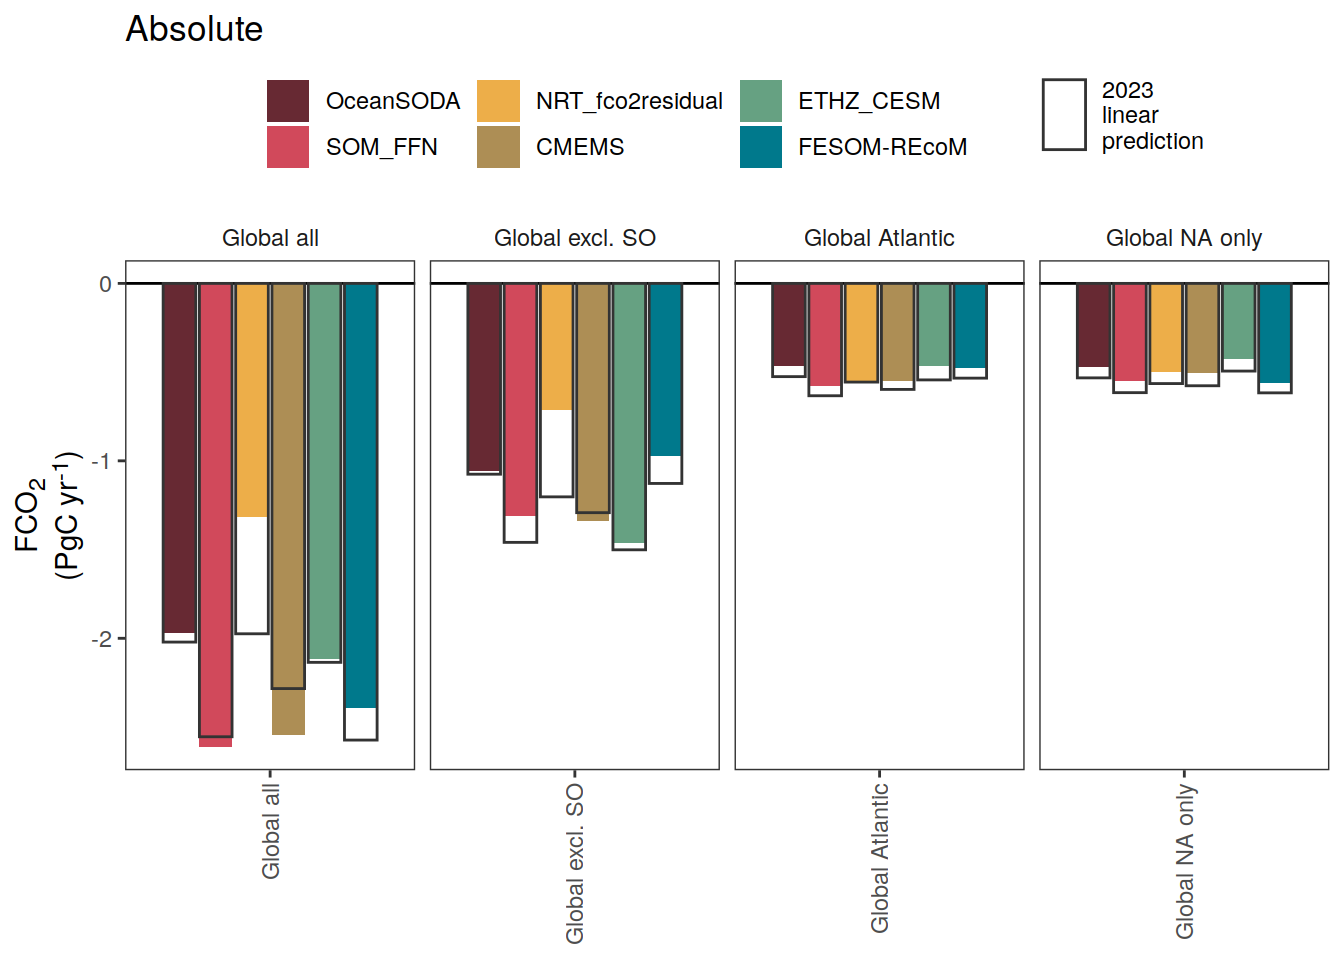 Absolute
OceanSODA
NRT_fco2residual
ETHZ_CESM
2023
linear
prediction
SOM_FFN
CMEMS
FESOM-REcoM
Global all
Global excl. SO
Global Atlantic
Global NA only
0
-1
-2
FCO₂
(PgC yr⁻¹)
Global all
Global excl. SO
Global Atlantic
Global NA only